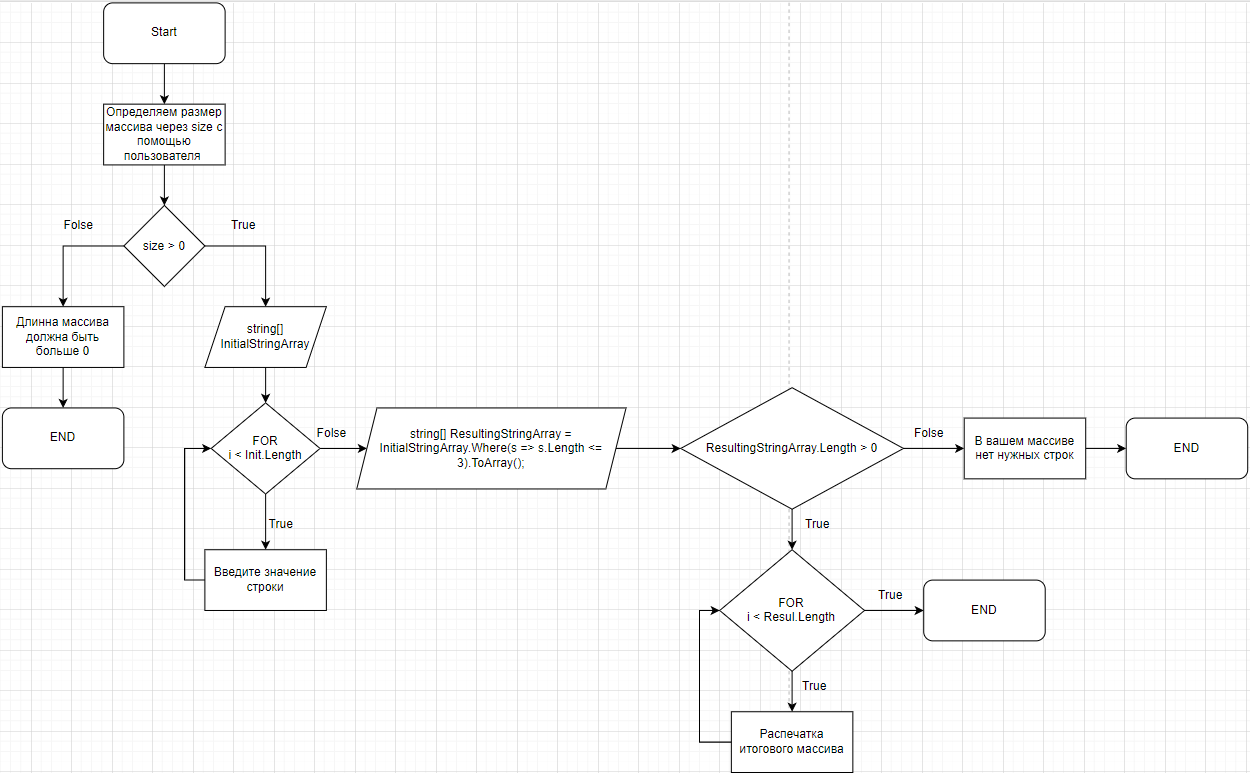 Start
Определяем размер
массива через size с
помощью
пользователя
Folse
True
size > 0
Длинна массива
должна быть
больше 0
string[]
InitialStringArray
END
FOR
i < Init.Length
Folse
string[] ResultingStringArray =
InitialStringArray.Where(s => s.Length <=
3).ToArray();
ResultingStringArray.Length > 0
Folse
В вашем массиве
нет нужных строк
END
True
Введите значение
строки
True
FOR
i < Resul.Length
True
END
True
Распечатка
итогового массива